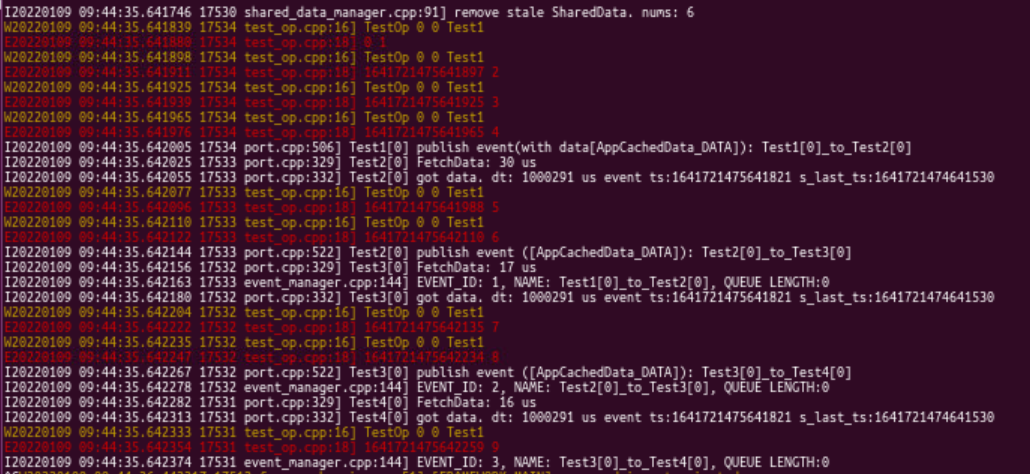 I20220109 09:44:35.641746 17530 shared_data_manager.cpp:91] remove stale SharedData. nums: 6
W20220109 09:44:35.641839 17534 test_op.cpp:16] TestOp 0 0 Test1
E20220109 09:44:35.641880 17534 test_op.cpp:18] 0 1
W20220109 09:44:35.641898 17534 test_op.cpp:16] TestOp 0 0 Test1
E20220109 09:44:35.641911 17534 test_op.cpp:18] 1641721475641897 2
W20220109 09:44:35.641925 17534 test_op.cpp:16] TestOp 0 0 Test1
E20220109 09:44:35.641939 17534 test_op.cpp:18] 1641721475641925 3
W20220109 09:44:35.641965 17534 test_op.cpp:16] TestOp 0 0 Test1
E20220109 09:44:35.641976 17534 test_op.cpp:18] 1641721475641965 4
I20220109 09:44:35.642005 17534 port.cpp:506] Test1[0] publish event(with data[AppCachedData_DATA]): Test1[0]_to_Test2[0]
I20220109 09:44:35.642025 17533 port.cpp:329] Test2[0] FetchData: 30 us
I20220109 09:44:35.642055 17533 port.cpp:332] Test2[0] got data. dt: 1000291 us event ts:1641721475641821 s_last_ts:1641721474641530
W20220109 09:44:35.642077 17533 test_op.cpp:16] TestOp 0 0 Test1
E20220109 09:44:35.642096 17533 test_op.cpp:18] 1641721475641988 5
W20220109 09:44:35.642110 17533 test_op.cpp:16] TestOp 0 0 Test1
E20220109 09:44:35.642122 17533 test_op.cpp:18] 1641721475642110 6
I20220109 09:44:35.642144 17533 port.cpp:522] Test2[0] publish event ([AppCachedData_DATA]): Test2[0]_to_Test3[0]
I20220109 09:44:35.642156 17532 port.cpp:329] Test3[0] FetchData: 17 us
I20220109 09:44:35.642163 17533 event_manager.cpp:144] EVENT_ID: 1, NAME: Test1[0]_to_Test2[0], QUEUE LENGTH:0
I20220109 09:44:35.642180 17532 port.cpp:332] Test3[0] got data. dt: 1000291 us event ts:1641721475641821 s_last_ts:1641721474641530
W20220109 09:44:35.642204 17532 test_op.cpp:16] TestOp 0 0 Test1
E20220109 09:44:35.642222 17532 test_op.cpp:18] 1641721475642135 7
W20220109 09:44:35.642235 17532 test_op.cpp:16] TestOp 0 0 Test1
E20220109 09:44:35.642247 17532 test_op.cpp:18] 1641721475642234 8
I20220109 09:44:35.642267 17532 port.cpp:522] Test3[0] publish event ([AppCachedData_DATA]): Test3[0]_to_Test4[0]
I20220109 09:44:35.642278 17532 event_manager.cpp:144] EVENT_ID: 2, NAME: Test2[0]_to_Test3[0], QUEUE LENGTH:0
I20220109 09:44:35.642282 17531 port.cpp:329] Test4[0] FetchData: 16 us
I20220109 09:44:35.642313 17531 port.cpp:332] Test4[0] got data. dt: 1000291 us event ts:1641721475641821 s_last_ts:1641721474641530
W20220109 09:44:35.642333 17531 test_op.cpp:16] TestOp 0 0 Test1
E20220109 09:44:35.642354 17531 test_op.cpp:18] 1641721475642259 9
I20220109 09:44:35.642374 17531 event_manager.cpp:144] EVENT_ID: 3, NAME: Test3[0]_to_Test4[0], QUEUE LENGTH:0